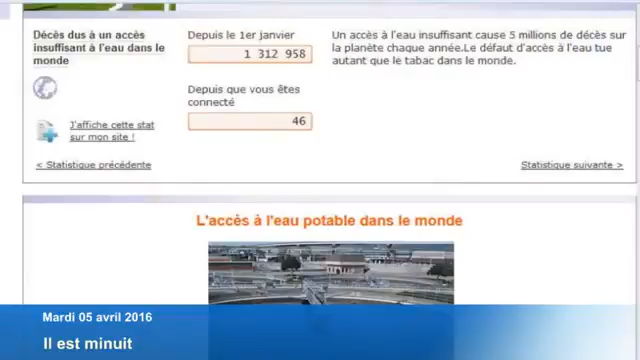 Décès dus à un accès
insuffisant à l'eau dans le
monde
Depuis le 1er janvier
1 312 958
Depuis que vous êtes
connecté
46
Un accès à l'eau insuffisant cause 5 millions de décès sur
la planète chaque année.Le défaut d'accès à l'eau tue
autant que le tabac dans le monde.
J'affiche cette stat
sur mon site !
< Statistique précédente
Statistique suivante >
L'accès à l'eau potable dans le monde
Mardi 05 avril 2016
Il est minuit